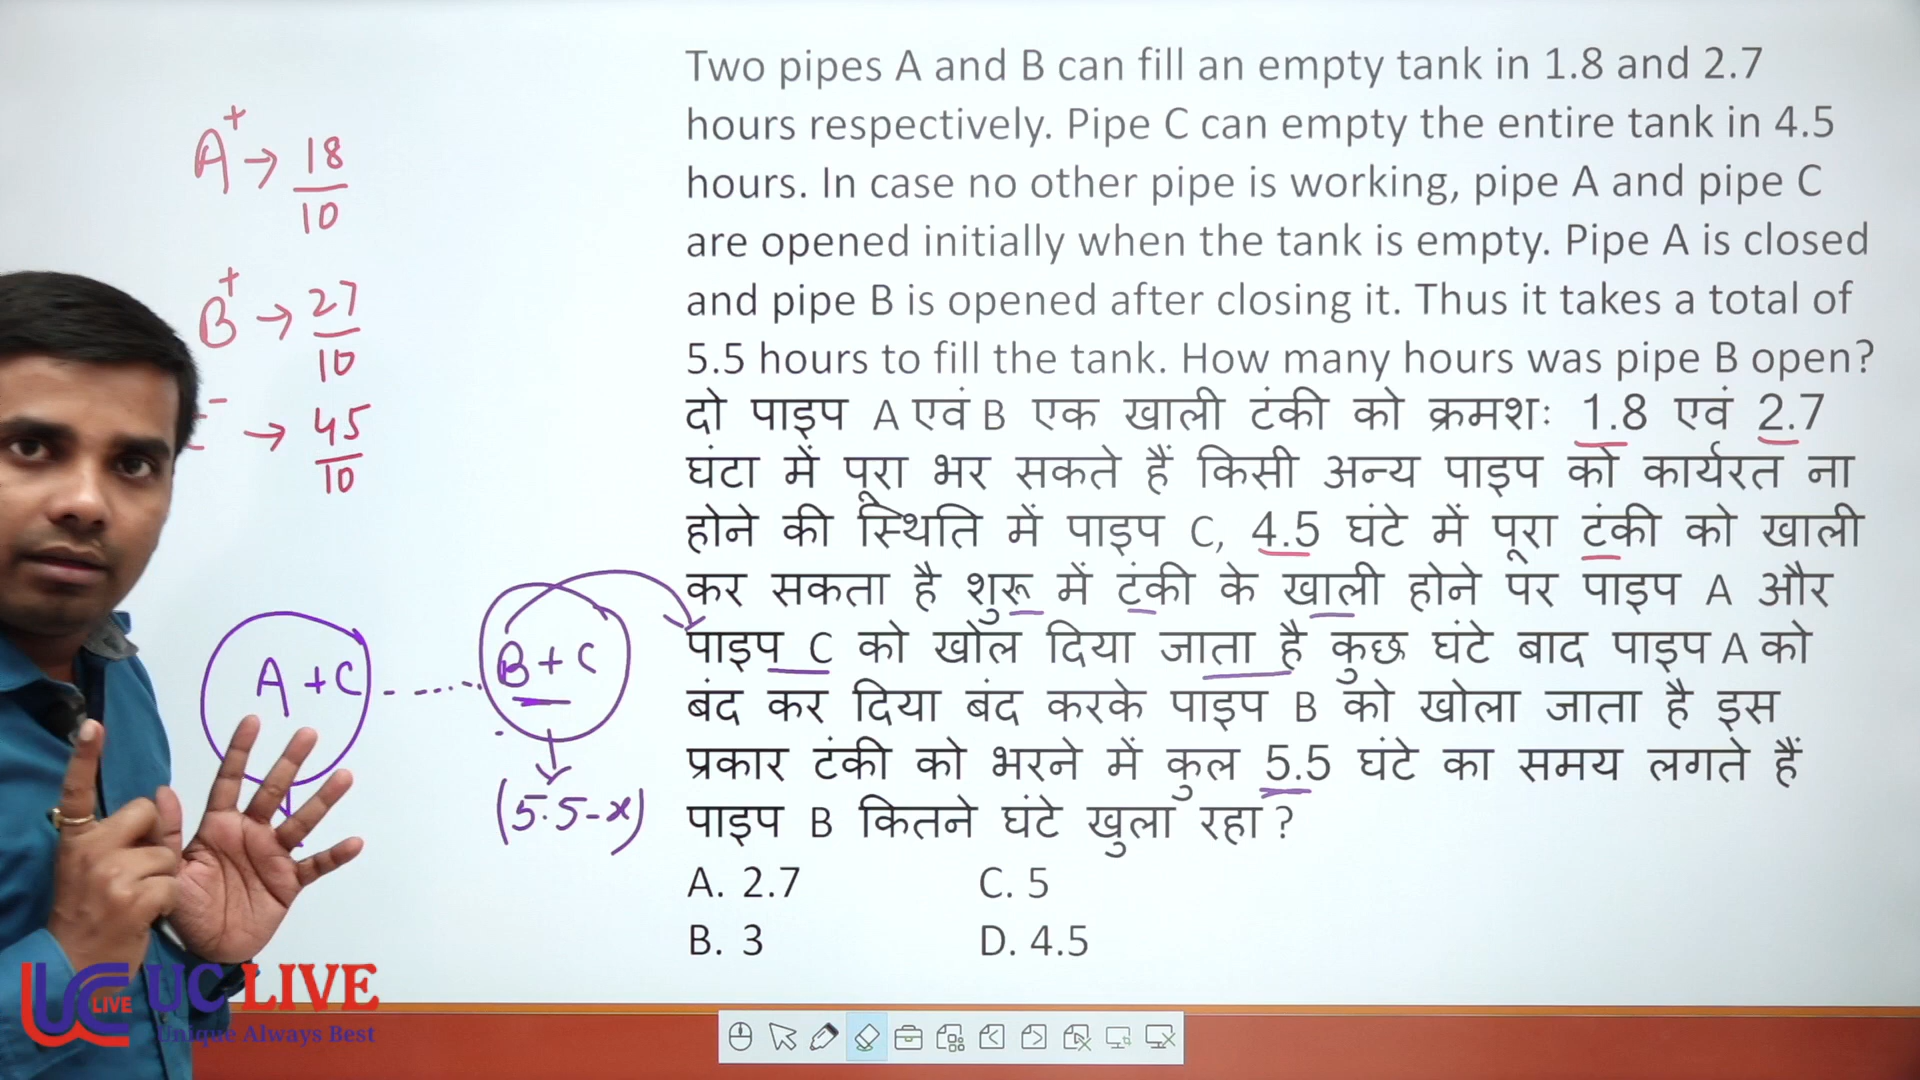 Two pipes A and B can fill an empty tank in 1.8 and 2.7
hours respectively. Pipe C can empty the entire tank in 4.5
hours. In case no other pipe is working, pipe A and pipe C
are opened initially when the tank is empty. Pipe A is closed
and pipe B is opened after closing it. Thus it takes a total of
5.5 hours to fill the tank. How many hours was pipe B open?
दो पाइप A एवं B एक खाली टंकी को क्रमशः 1.8 एवं 2.7
घंटा में पूरा भर सकते हैं किसी अन्य पाइप को कार्यरत ना
होने की स्थिति में पाइप C, 4.5 घंटे में पूरा टंकी को खाली
कर सकता है शुरू में टंकी के खाली होने पर पाइप A और
पाइप C को खोल दिया जाता है कुछ घंटे बाद पाइप A को
बंद कर दिया बंद करके पाइप B को खोला जाता है इस
प्रकार टंकी को भरने में कुल 5.5 घंटे का समय लगते हैं
पाइप B कितने घंटे खुला रहा ?
A. 2.7 C. 5
B. 3 D. 4.5
A⁺ → 18/10
B⁺ → 27/10
→ 45/10
A + C
B + C
(5.5-x)
UC LIVE
UC LIVE
Unique Always Best